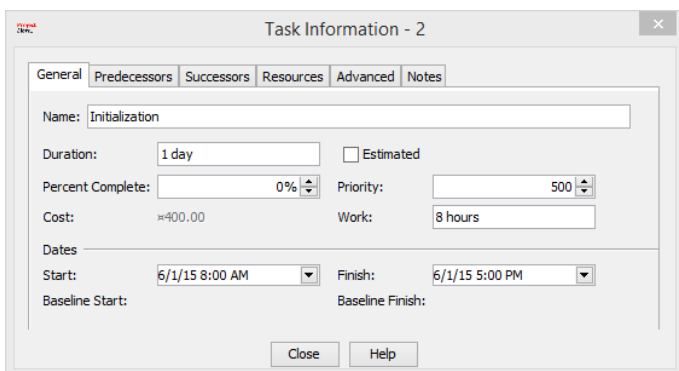 Task Information - 2
General Predecessors Successors Resources Advanced Notes
Name: Initialization
Duration: 1 day Estimated
Percent Complete: 0% Priority: 500
Cost: ¤400.00 Work: 8 hours
Dates
Start: 6/1/15 8:00 AM Finish: 6/1/15 5:00 PM
Baseline Start: Baseline Finish:
Close Help